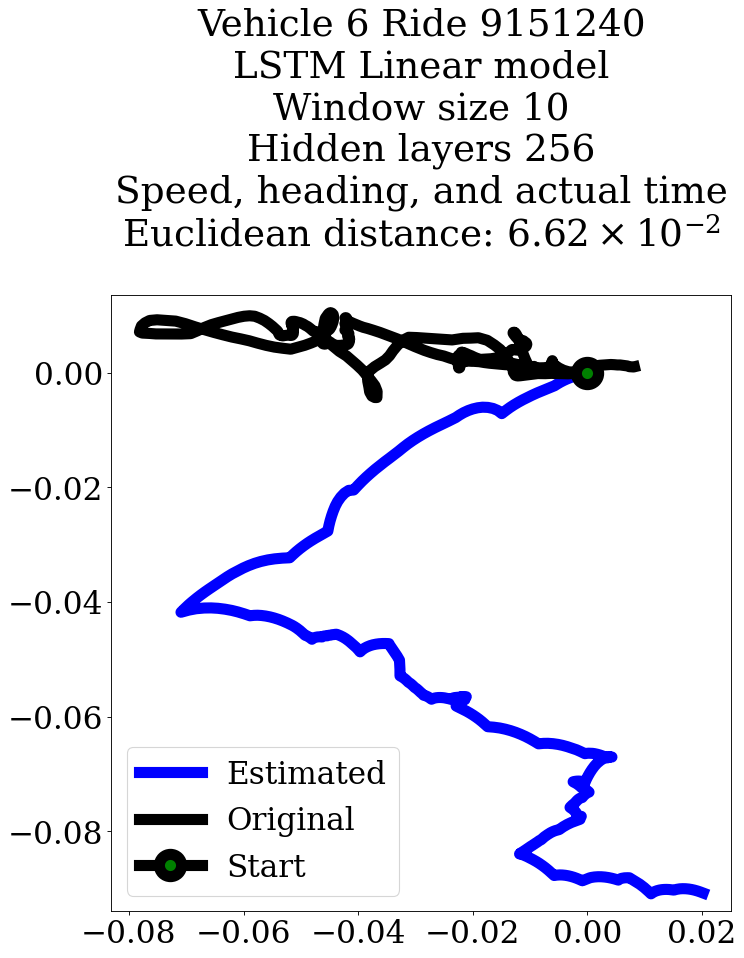 Vehicle 6 Ride 9151240
LSTM Linear model
Window size 10
Hidden layers 256
Speed, heading, and actual time
Euclidean distance: 6.62 × 10⁻²
0.00
−0.02
−0.04
−0.06
−0.08
Estimated
Original
Start
−0.08 −0.06 −0.04 −0.02 0.00 0.02